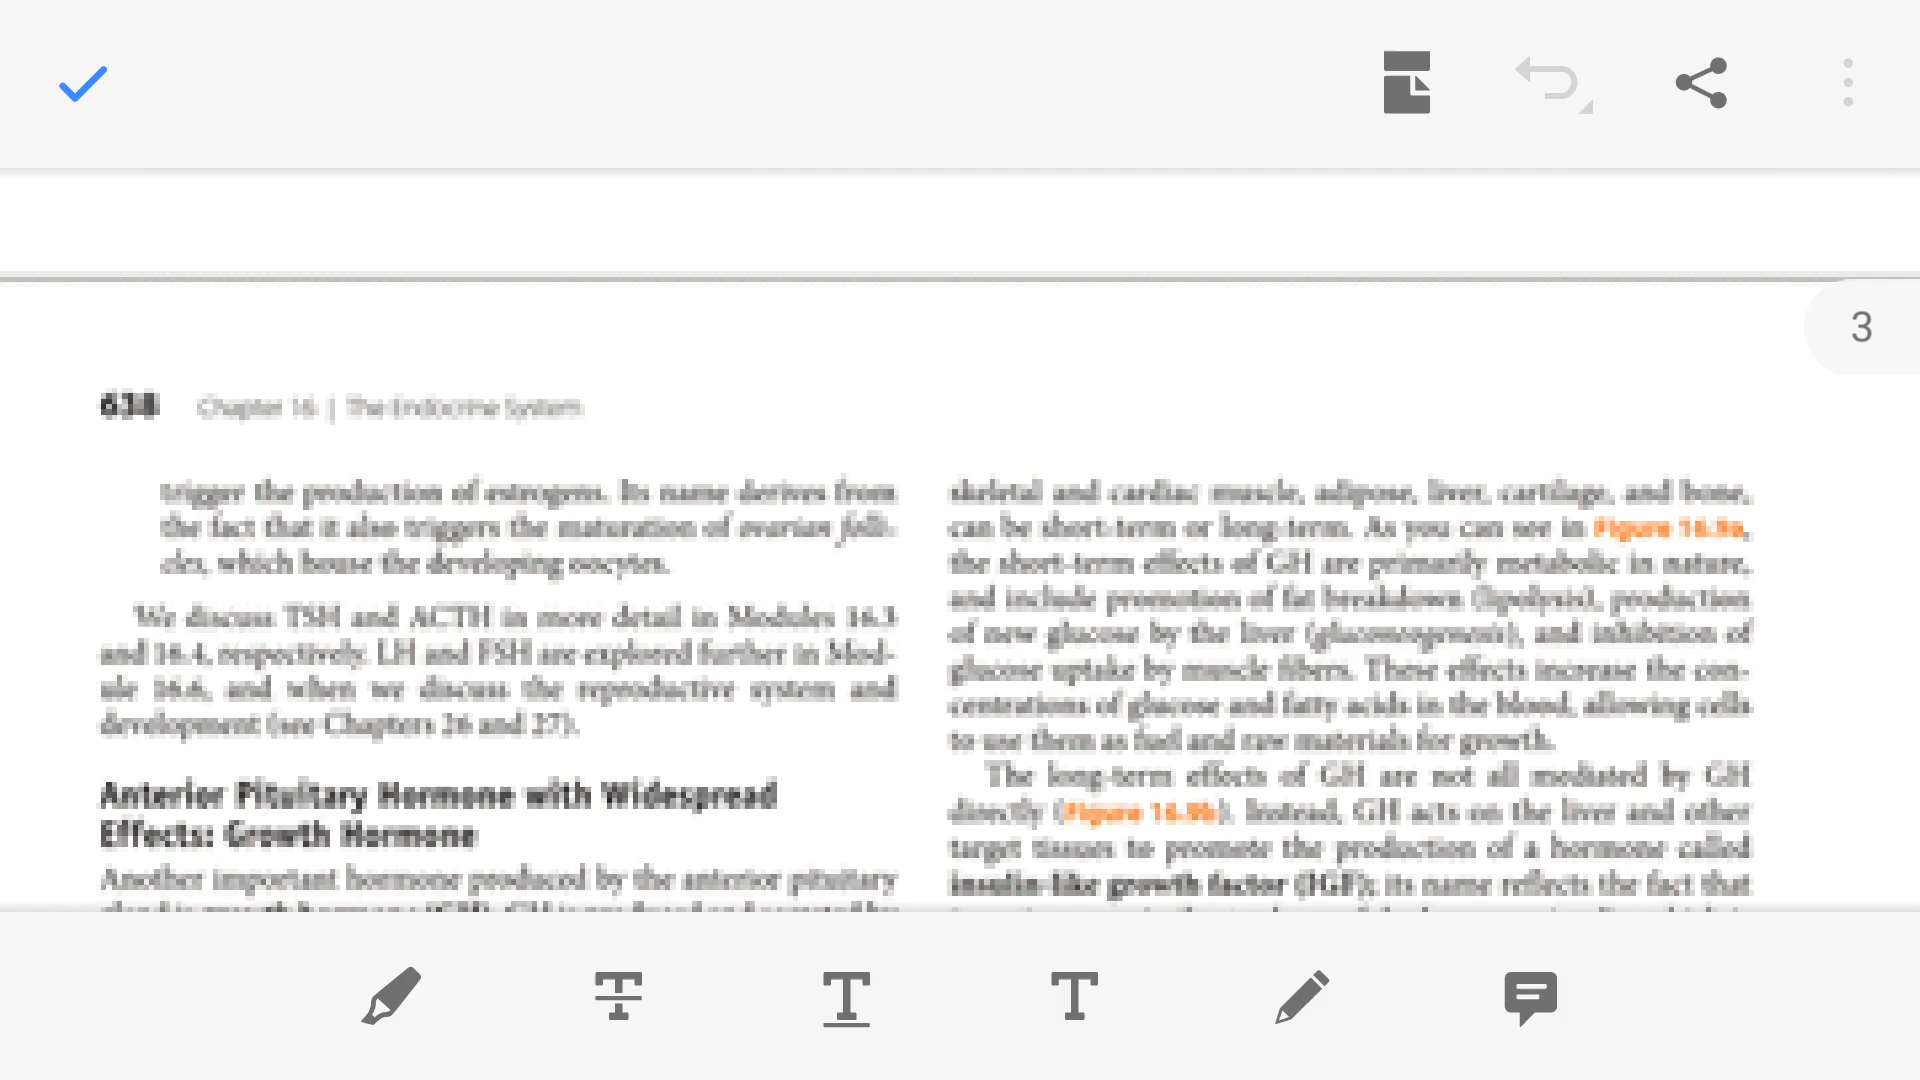 3
638 Chapter 16 | The Endocrine System
trigger the production of estrogens. Its name derives from
the fact that it also triggers the maturation of ovarian folli-
cles, which house the developing oocytes.
We discuss TSH and ACTH in more detail in Modules 16.3
and 16.4, respectively. LH and FSH are explored further in Mod-
ule 16.6, and when we discuss the reproductive system and
development (see Chapters 26 and 27).
Anterior Pituitary Hormone with Widespread
Effects: Growth Hormone
Another important hormone produced by the anterior pituitary
skeletal and cardiac muscle, adipose, liver, cartilage, and bone,
can be short-term or long-term. As you can see in Figure 16.9a,
the short-term effects of GH are primarily metabolic in nature,
and include promotion of fat breakdown (lipolysis), production
of new glucose by the liver (gluconeogenesis), and inhibition of
glucose uptake by muscle fibers. These effects increase the con-
centrations of glucose and fatty acids in the blood, allowing cells
to use them as fuel and raw materials for growth.
The long-term effects of GH are not all mediated by GH
directly (Figure 16.9b). Instead, GH acts on the liver and other
target tissues to promote the production of a hormone called
insulin-like growth factor (IGF); its name reflects the fact that